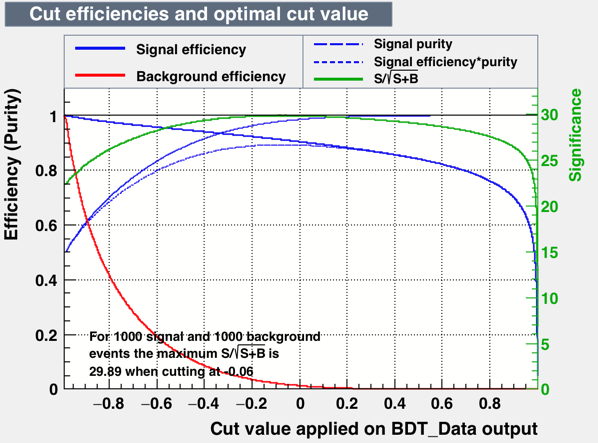 Cut efficiencies and optimal cut value
Signal efficiency
Background efficiency
Signal purity
Signal efficiency*purity
S/√S+B
Efficiency (Purity)
1
0.8
0.6
0.4
0.2
0
Significance
30
25
20
15
10
5
0
For 1000 signal and 1000 background
events the maximum S/√S+B is
29.89 when cutting at -0.06
−0.8 −0.6 −0.4 −0.2 0 0.2 0.4 0.6 0.8
Cut value applied on BDT_Data output